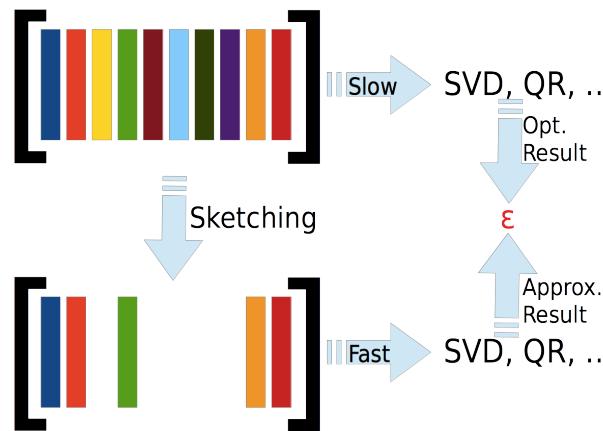 Slow
SVD, QR, ..
Opt.
Result
Sketching
ε
Approx.
Result
Fast
SVD, QR, ..